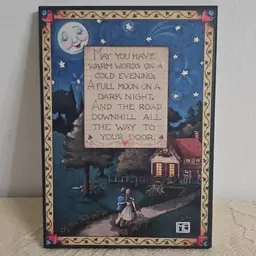 May you have
warm words on a
cold evening,
A full moon on a
dark night,
And the road
downhill all
the way to
your door.